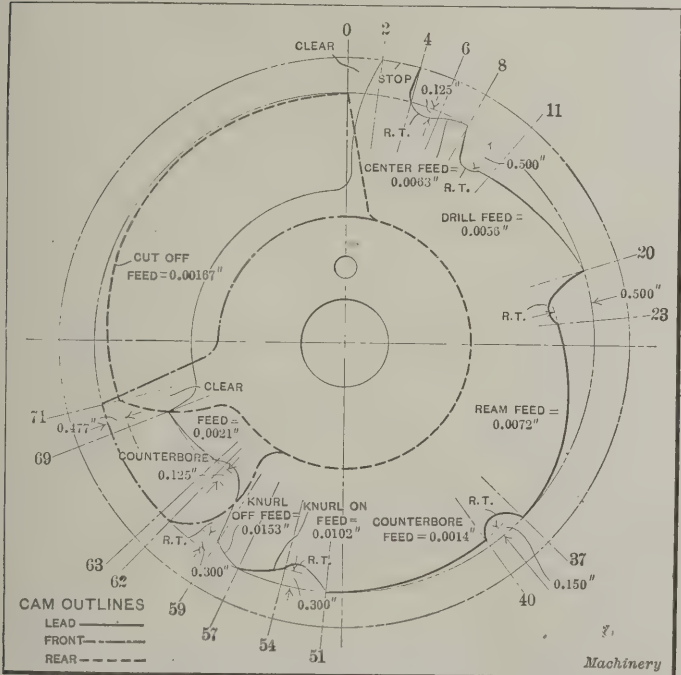 0
2
4
6
8
11
CLEAR
STOP
0.125"
R.T.
CENTER FEED=
0.0063"
R.T.
0.500"
DRILL FEED=
0.0056"
20
0.500"
R.T.
23
CUT OFF
FEED=0.00167"
CLEAR
71
0.477"
69
FEED=
0.0021"
COUNTERBORE
0.125"
REAM FEED=
0.0072"
KNURL
OFF FEED=
0.0153"
KNURL ON
FEED=
0.0102"
COUNTERBORE
FEED=0.0014"
R.T.
R.T.
R.T.
63
62
59
0.300"
57
54
0.300"
51
37
40
0.150"
CAM OUTLINES
LEAD
FRONT
REAR
Machinery